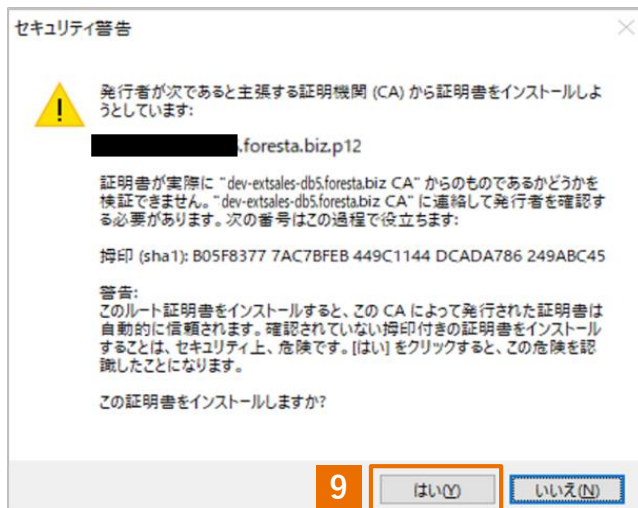 セキュリティ警告
発行者が次であると主張する証明機関 (CA) から証明書をインストールしよ
うとしています:
.foresta.biz.p12
証明書が実際に "dev-extsales-db5.foresta.biz CA" からのものであるかどうかを
検証できません。"dev-extsales-db5.foresta.biz CA" に連絡して発行者を確認す
る必要があります。次の番号はこの過程で役立ちます:
拇印 (sha1): B05F8377 7AC7BFEB 449C1144 DCADA786 249ABC45
警告:
このルート証明書をインストールすると、この CA によって発行された証明書は
自動的に信頼されます。確認されていない拇印付きの証明書をインストール
することは、セキュリティ上、危険です。[はい] をクリックすると、この危険を認
識したことになります。
この証明書をインストールしますか?
9
はい(Y)
いいえ(N)